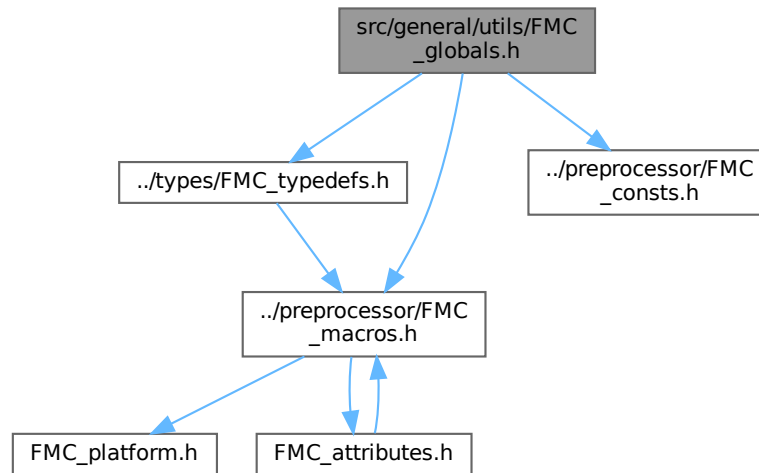 src/general/utils/FMC
_globals.h
../types/FMC_typedefs.h
../preprocessor/FMC
_consts.h
../preprocessor/FMC
_macros.h
FMC_platform.h
FMC_attributes.h